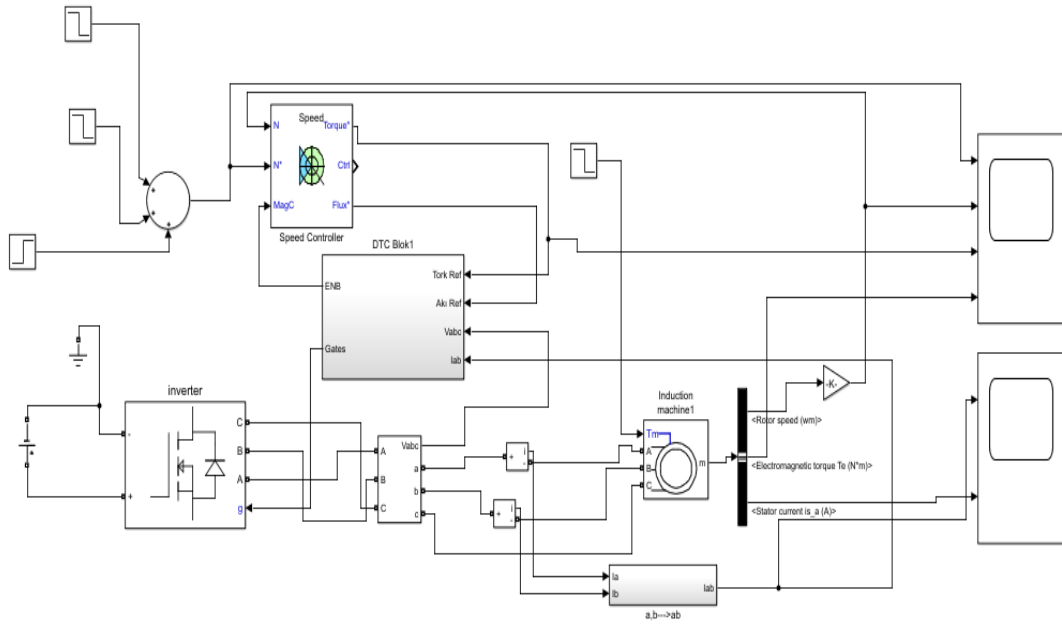 Speed
N
Torque*
N*
Ctrl
MagC
Flux*
Speed Controller
DTC Blok1
Tork Ref
ENB
Akı Ref
Vabc
Gates
Iab
inverter
-
+
C
B
A
g
A
B
C
Vabc
a
b
c
+
i
-
+
i
-
Induction
machine1
Tm
A
B
C
m
-K-
<Rotor speed (wm)>
<Electromagnetic torque Te (N*m)>
<Stator current is_a (A)>
Ia
Ib
Iab
a,b--->ab